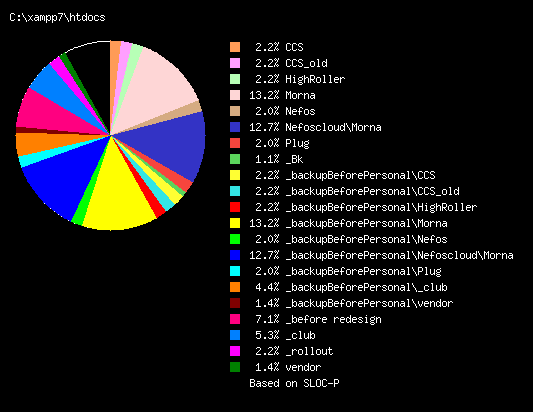 C:\xampp7\htdocs
2.2% CCS
2.2% CCS_old
2.2% HighRoller
13.2% Morna
2.0% Nefos
12.7% Nefoscloud\Morna
2.0% Plug
1.1% _Bk
2.2% _backupBeforePersonal\CCS
2.2% _backupBeforePersonal\CCS_old
2.2% _backupBeforePersonal\HighRoller
13.2% _backupBeforePersonal\Morna
2.0% _backupBeforePersonal\Nefos
12.7% _backupBeforePersonal\Nefoscloud\Morna
2.0% _backupBeforePersonal\Plug
4.4% _backupBeforePersonal\_club
1.4% _backupBeforePersonal\vendor
7.1% _before redesign
5.3% _club
2.2% _rollout
1.4% vendor
Based on SLOC-P